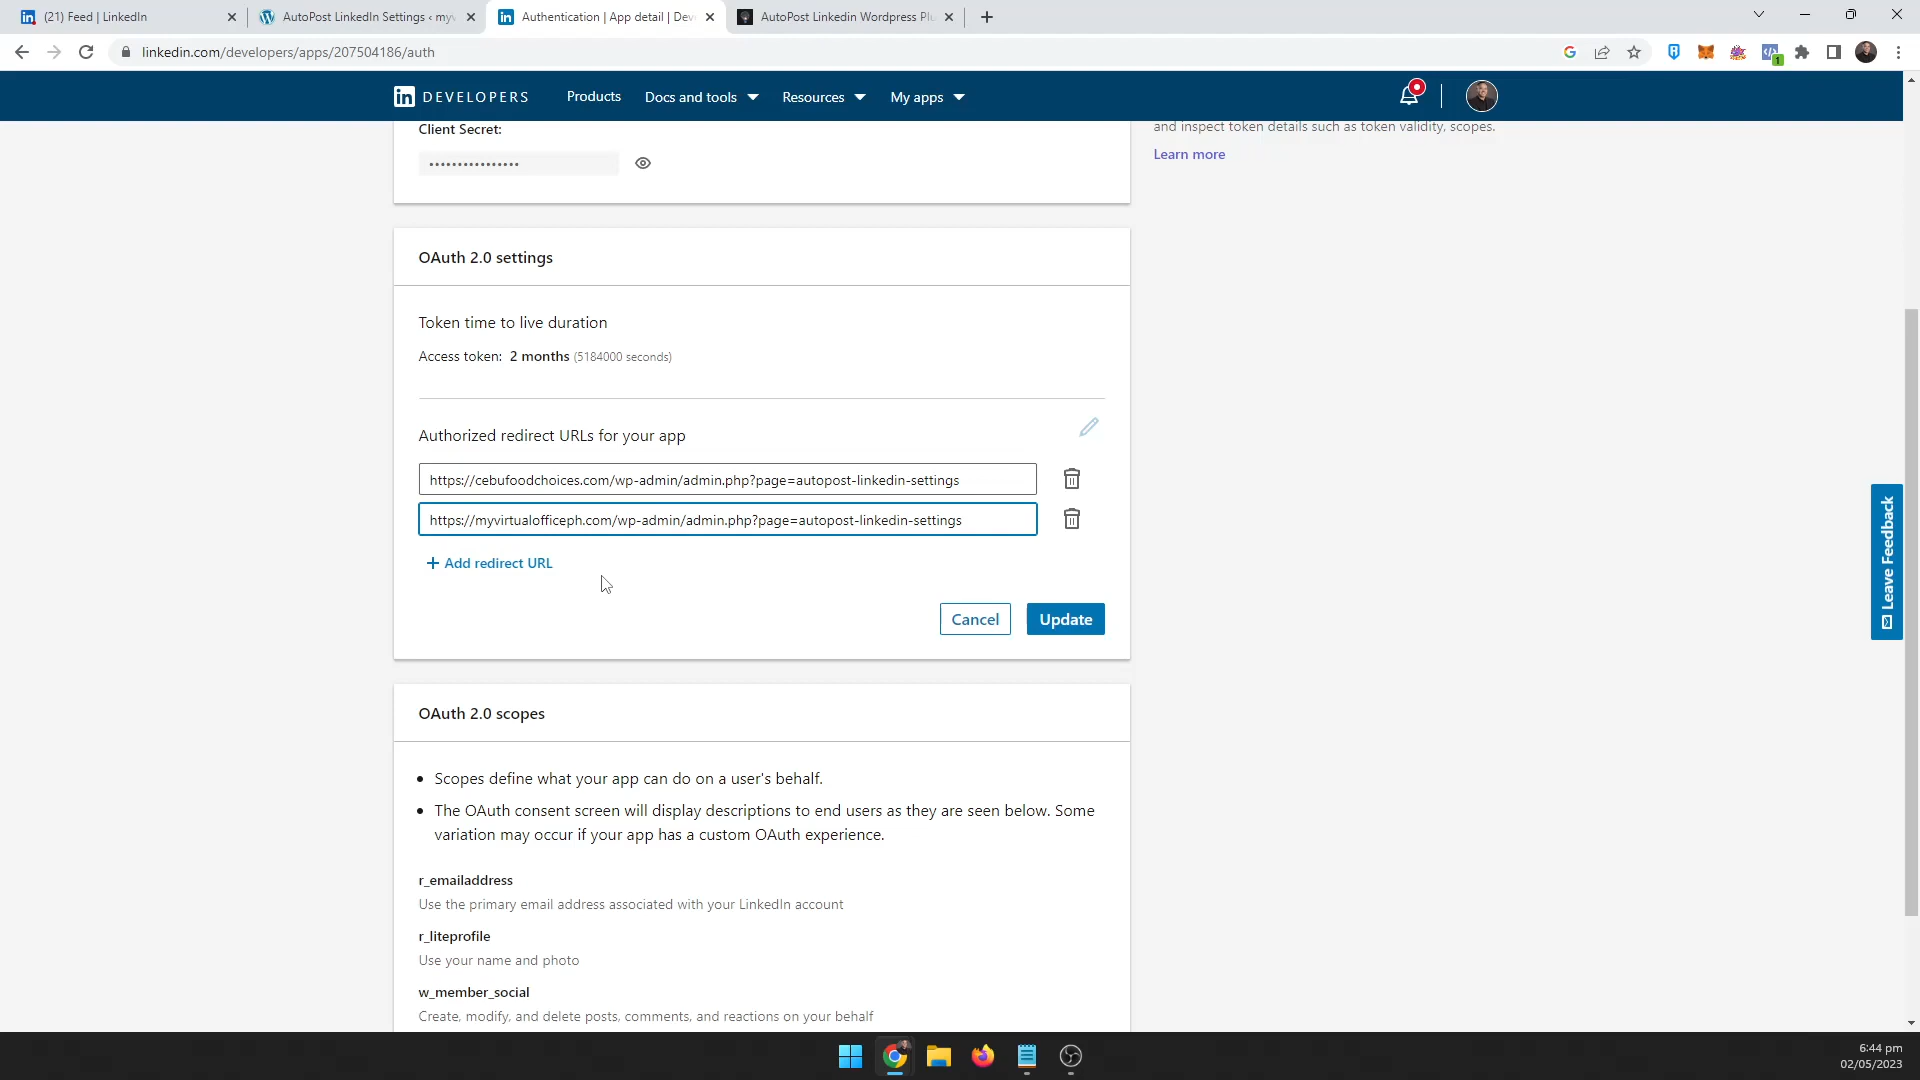 (21) Feed | LinkedIn
AutoPost LinkedIn Settings ‹ myv
Authentication | App detail | Dev
AutoPost Linkedin Wordpress Plu
linkedin.com/developers/apps/207504186/auth
1
in DEVELOPERS
Products
Docs and tools
Resources
My apps
Client Secret:
and inspect token details such as token validity, scopes.
••••••••••••••••
Learn more
OAuth 2.0 settings
Token time to live duration
Access token: 2 months (5184000 seconds)
Authorized redirect URLs for your app
https://cebufoodchoices.com/wp-admin/admin.php?page=autopost-linkedin-settings
https://myvirtualofficeph.com/wp-admin/admin.php?page=autopost-linkedin-settings
+ Add redirect URL
Cancel
Update
Leave Feedback
OAuth 2.0 scopes
• Scopes define what your app can do on a user's behalf.
• The OAuth consent screen will display descriptions to end users as they are seen below. Some
variation may occur if your app has a custom OAuth experience.
r_emailaddress
Use the primary email address associated with your LinkedIn account
r_liteprofile
Use your name and photo
w_member_social
Create, modify, and delete posts, comments, and reactions on your behalf
6:44 pm
02/05/2023